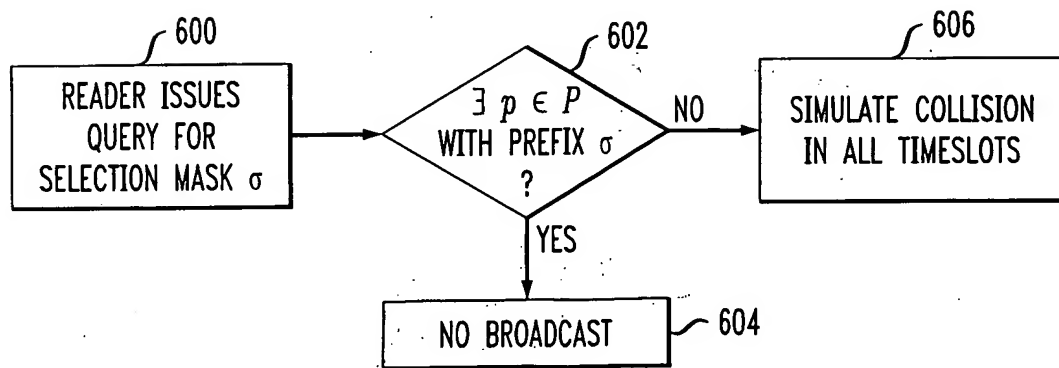 600
READER ISSUES
QUERY FOR
SELECTION MASK σ
602
∃ p ∈ P
WITH PREFIX σ
?
NO
YES
606
SIMULATE COLLISION
IN ALL TIMESLOTS
NO BROADCAST
604